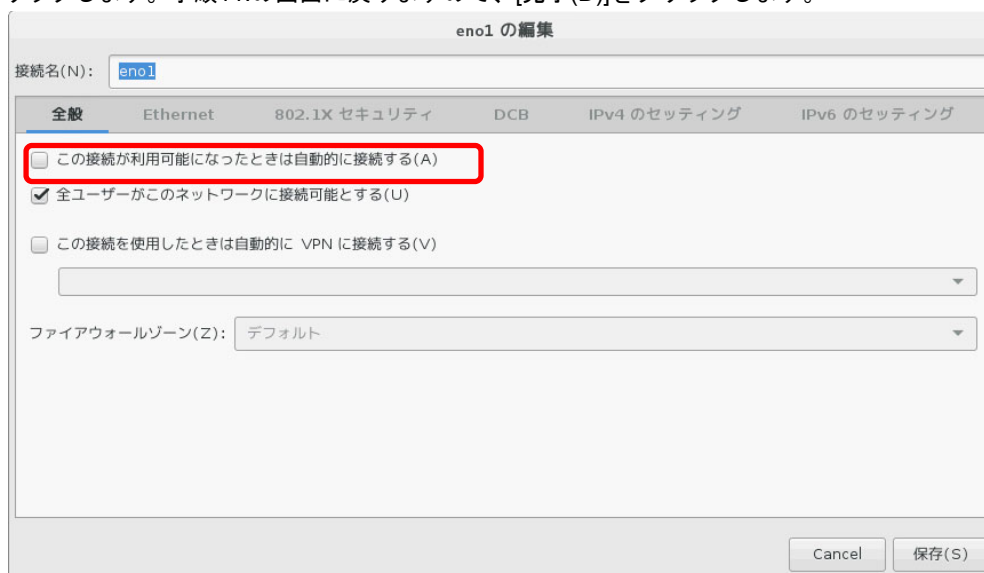 eno1 の編集
接続名(N): eno1
全般 Ethernet 802.1X セキュリティ DCB IPv4 のセッティング IPv6 のセッティング
この接続が利用可能になったときは自動的に接続する(A)
全ユーザーがこのネットワークに接続可能とする(U)
この接続を使用したときは自動的に VPN に接続する(V)
ファイアウォールゾーン(Z): デフォルト
Cancel 保存(S)